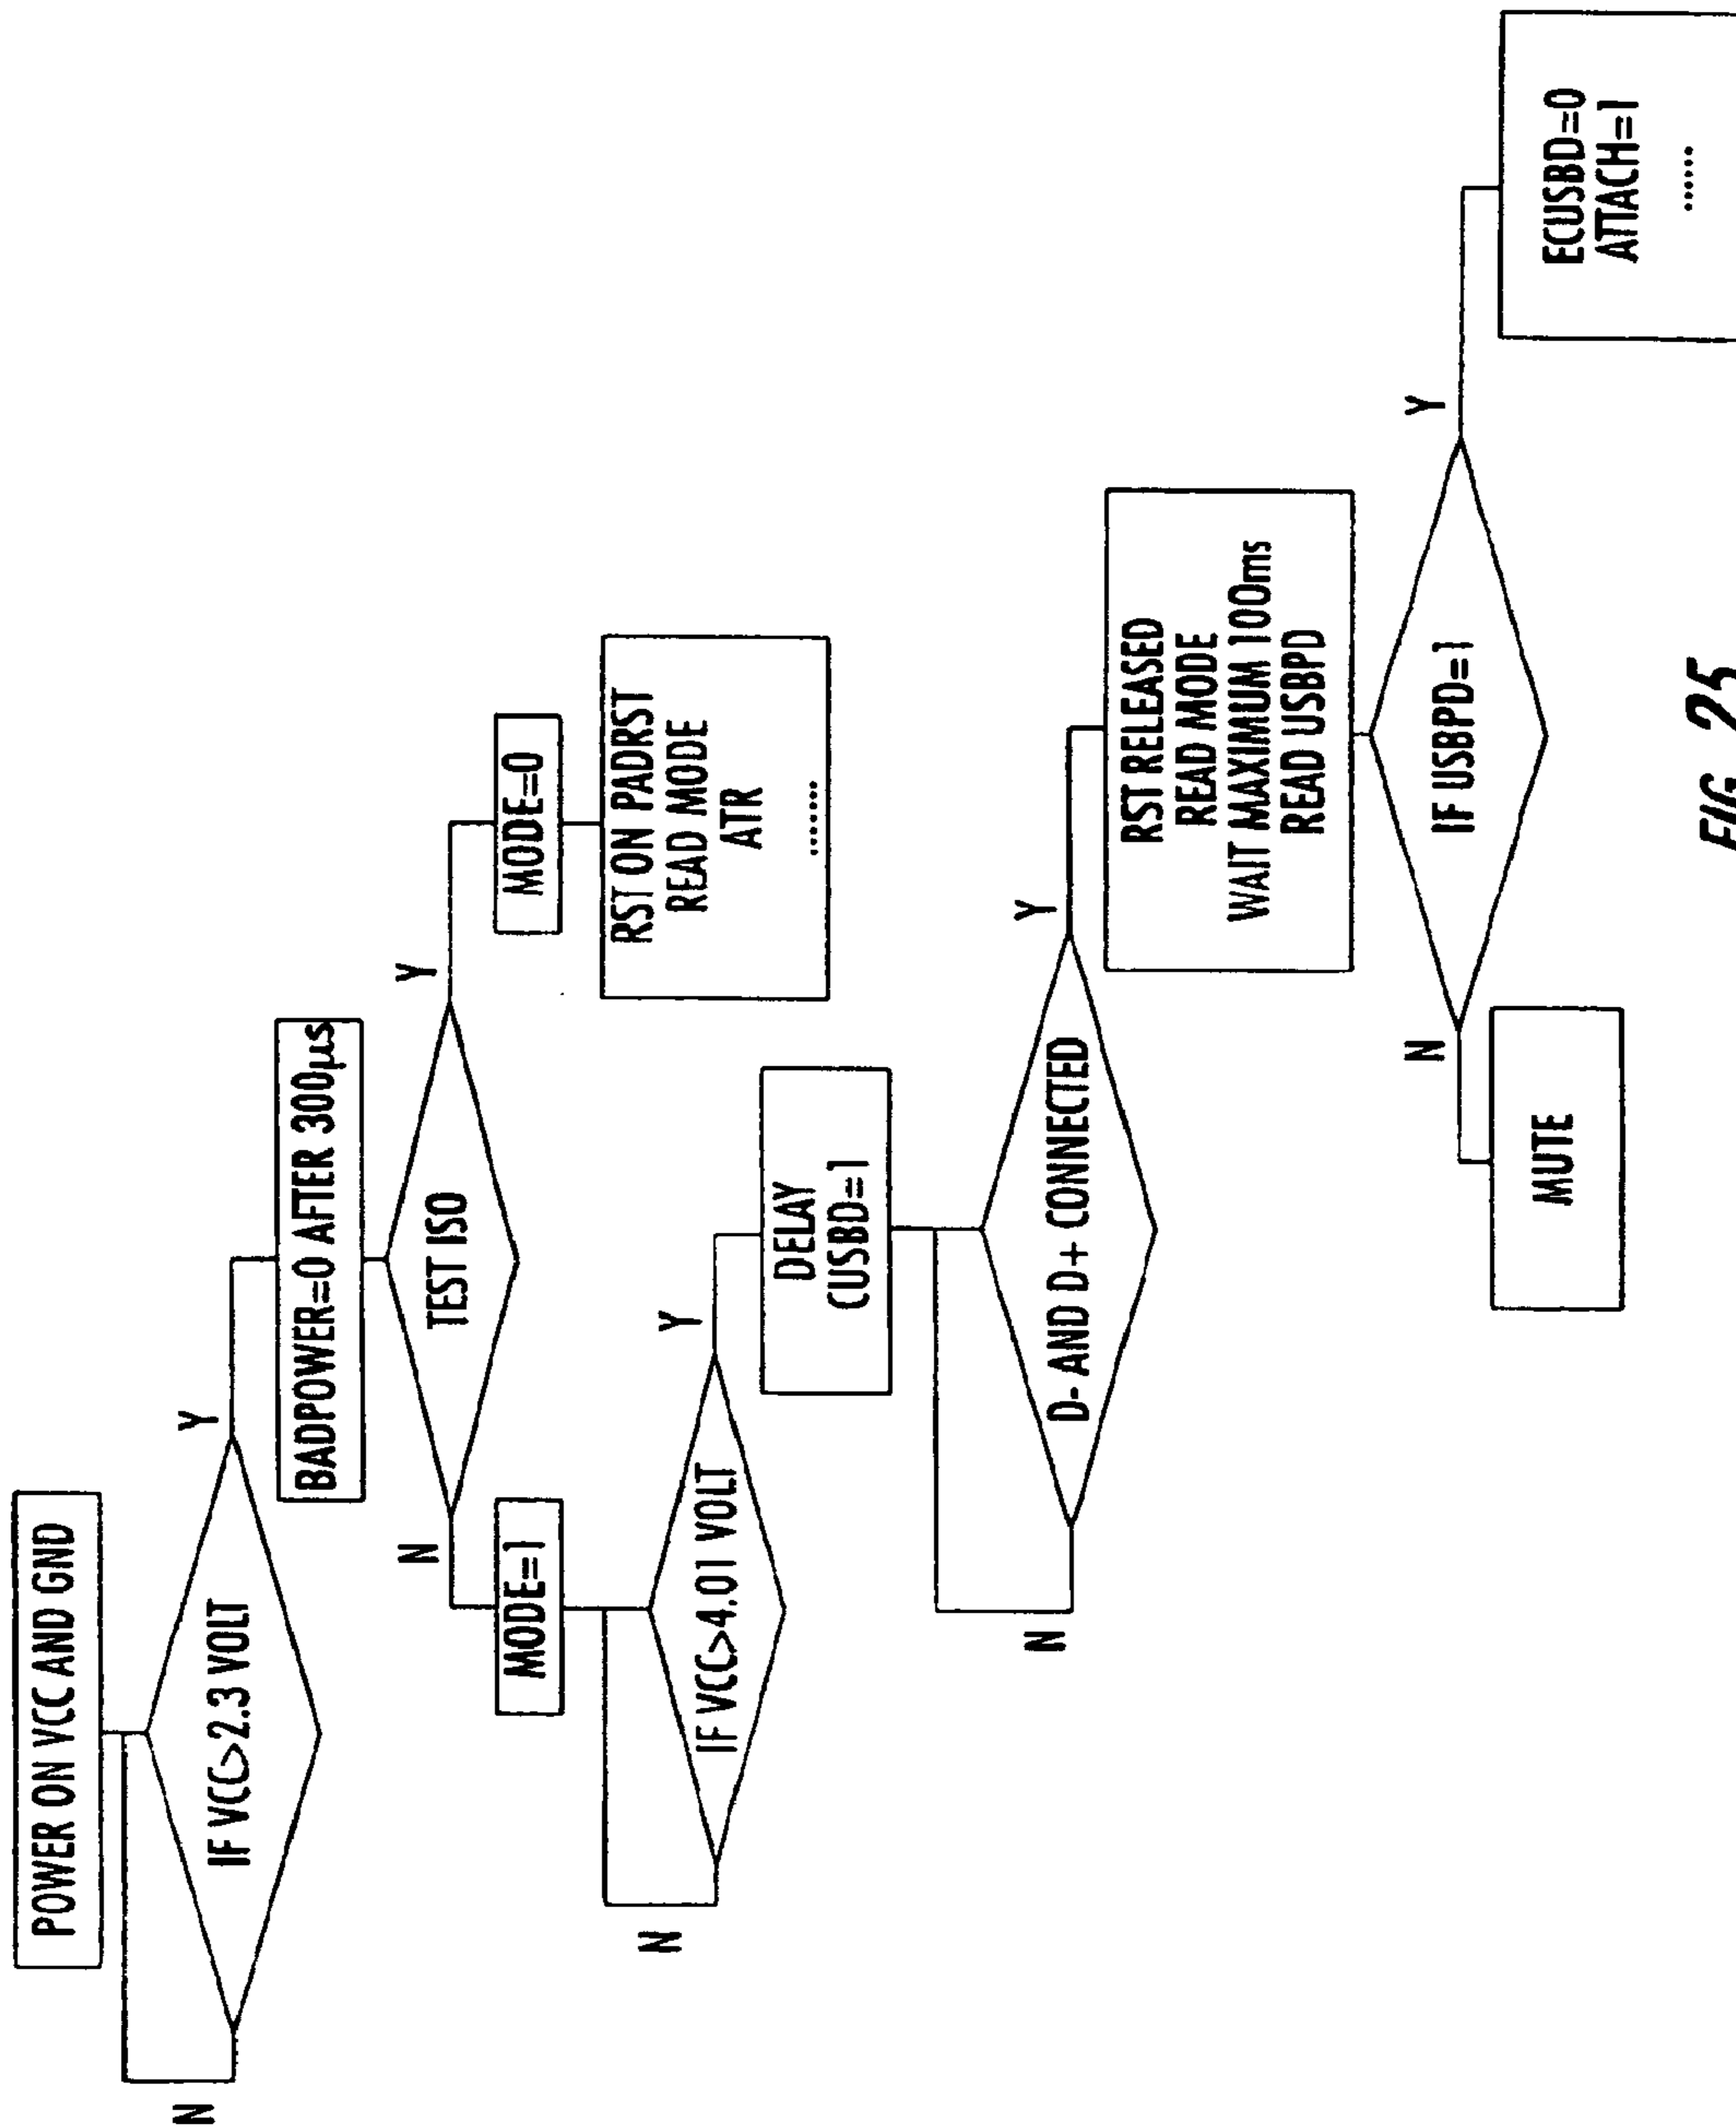 POWER ON VCC AND GND
IF VCC>2.3 VOLT
N
Y
BADPOWER=0 AFTER 300µs
TEST ISO
N
Y
MODE=1
MODE=0
RST ON PADRST
READ MODE
ATR
.......
IF VCC>4.01 VOLT
N
Y
DELAY
CUSBD=1
D- AND D+ CONNECTED
N
Y
RST RELEASED
READ MODE
WAIT MAXIMUM 100ms
READ USBPD
IF USBPD=1
N
Y
MUTE
ECUSBD=0
ATTACH=1
......
FIG. 25